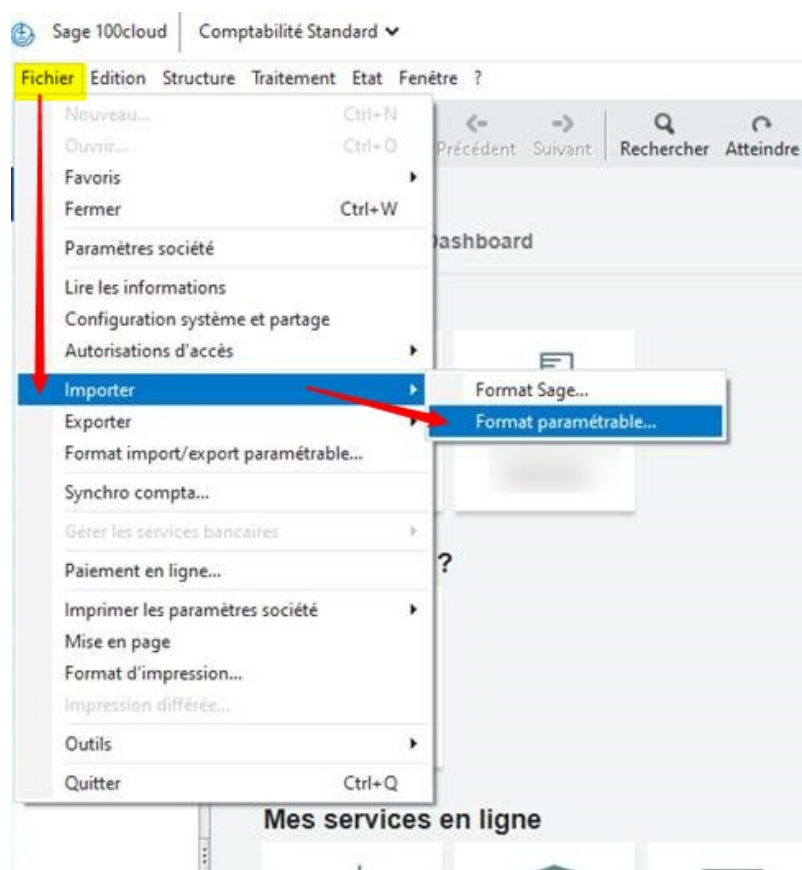 Sage 100cloud Comptabilité Standard
Fichier Edition Structure Traitement Etat Fenêtre ?
Nouveau... Ctrl+N
Ouvrir... Ctrl+O
Favoris
Fermer Ctrl+W
Paramètres société
Lire les informations
Configuration système et partage
Autorisations d'accès
Importer
Exporter
Format import/export paramétrable...
Synchro compta...
Gérer les services bancaires
Paiement en ligne...
Imprimer les paramètres société
Mise en page
Format d'impression...
Impression différée...
Outils
Quitter Ctrl+Q
Précédent Suivant Rechercher Atteindre
Dashboard
Format Sage...
Format paramétrable...
?
Mes services en ligne